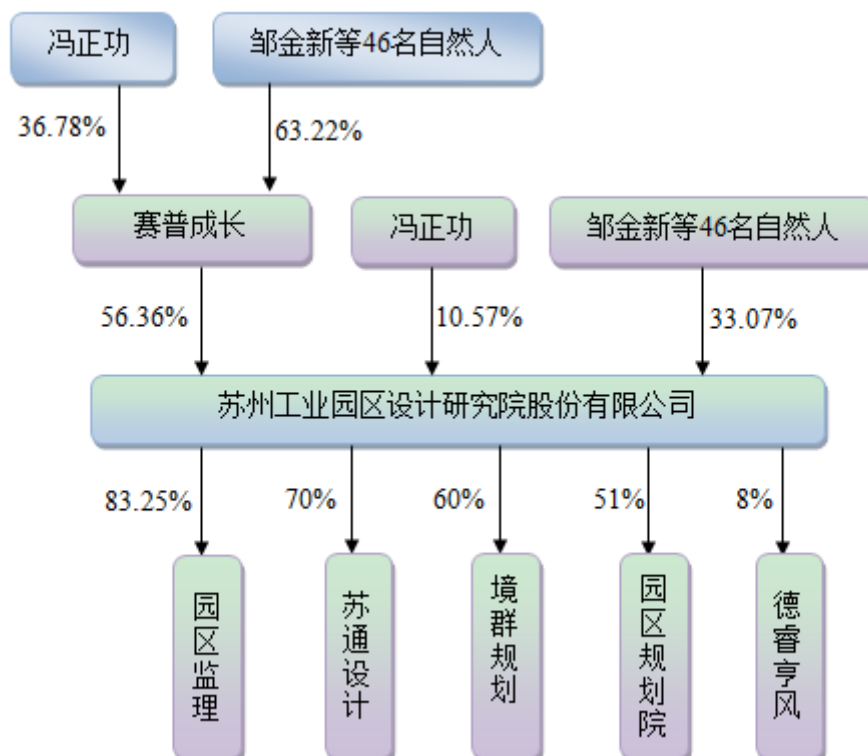 冯正功
邹金新等46名自然人
36.78%
63.22%
赛普成长
冯正功
邹金新等46名自然人
56.36%
10.57%
33.07%
苏州工业园区设计研究院股份有限公司
83.25%
70%
60%
51%
8%
园区监理
苏通设计
境群规划
园区规划院
德睿亨风